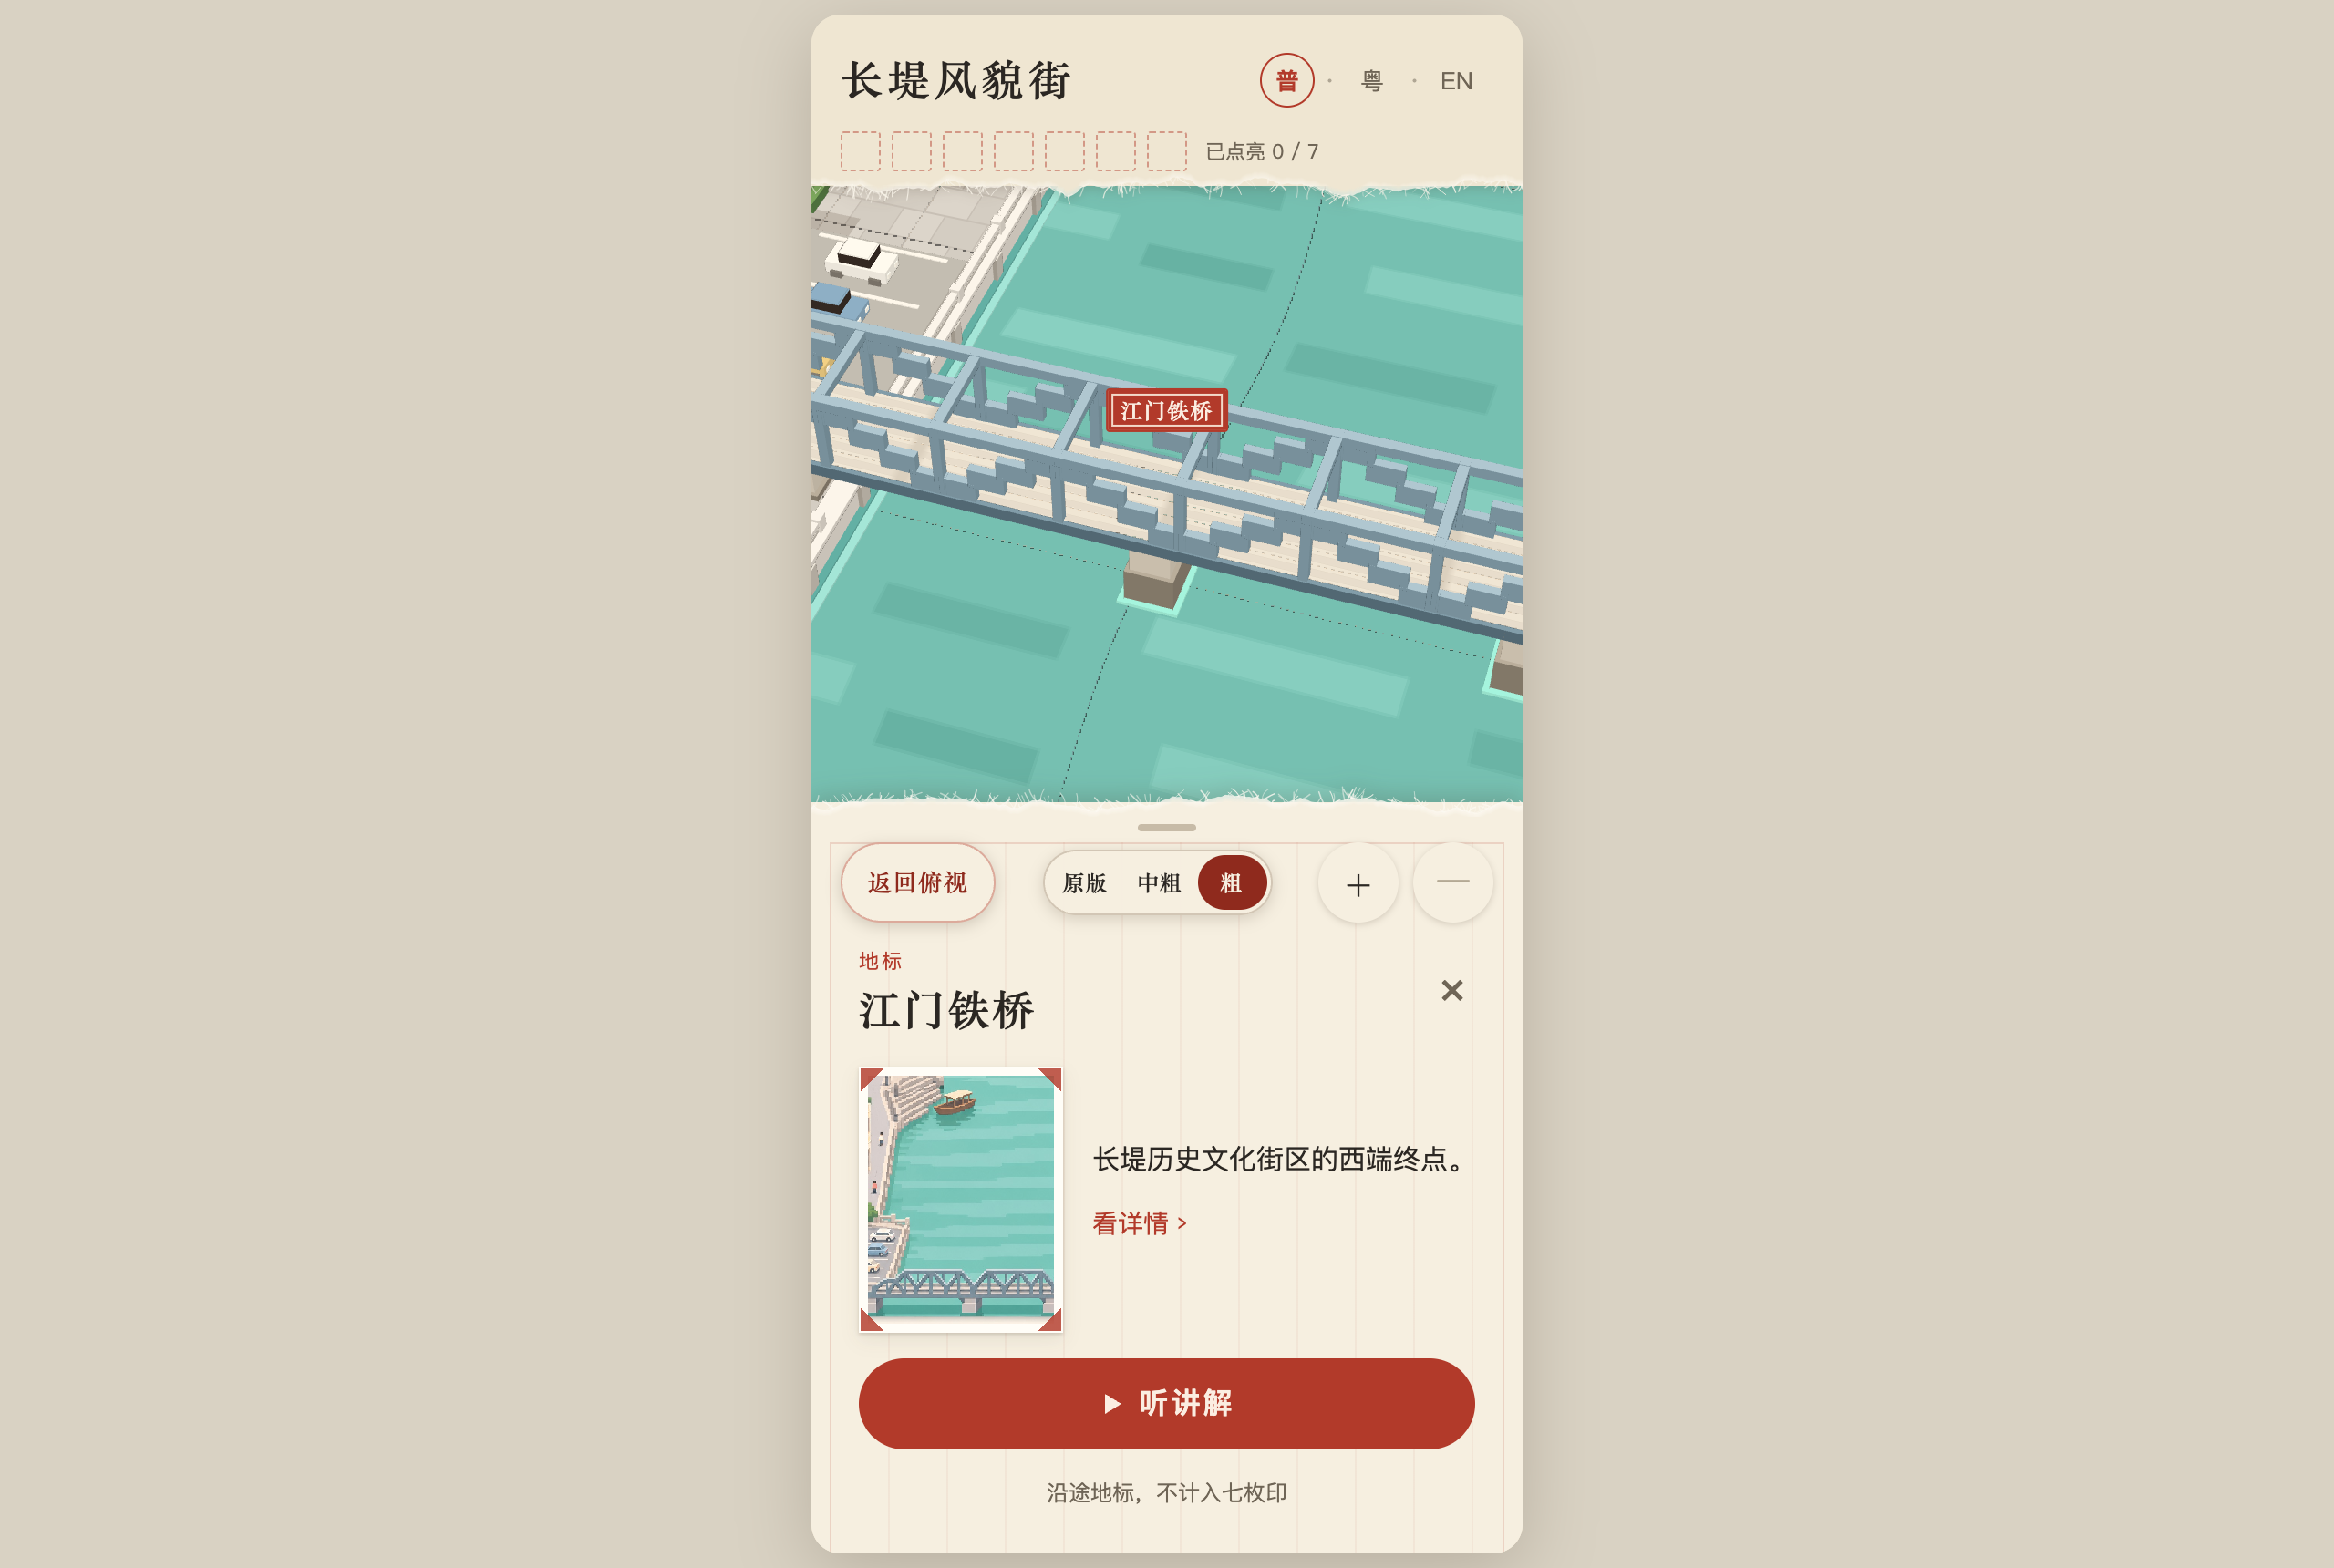 长堤风貌街
普 · 粤 · EN
已点亮 0 / 7
江门铁桥
返回俯视
原版 中粗 粗
+ —
地标
江门铁桥
×
长堤历史文化街区的西端终点。
看详情 ›
听讲解
沿途地标，不计入七枚印